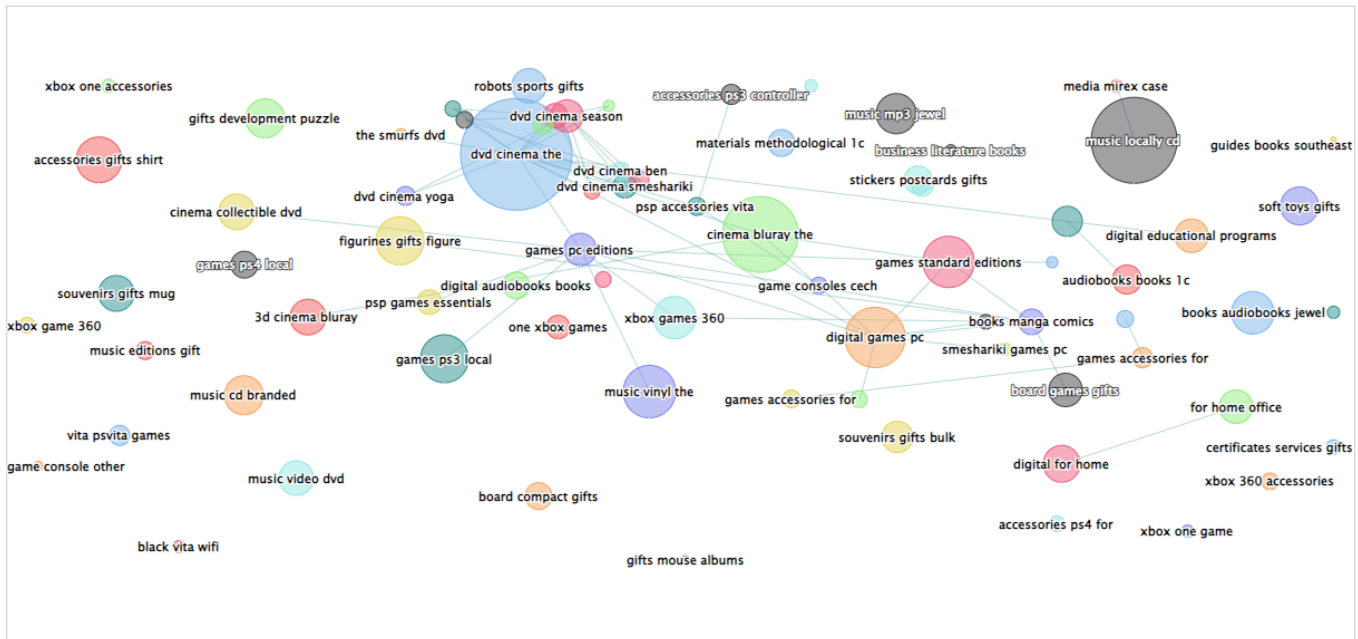 xbox one accessories
robots sports gifts
media mirex case
accessories ps3 controller
gifts development puzzle
dvd cinema season
music mp3 jewel
the smurfs dvd
materials methodological 1c
music locally cd
guides books southeast
accessories gifts shirt
dvd cinema the
business literature books
dvd cinema ben
stickers postcards gifts
dvd cinema smeshariki
dvd cinema yoga
psp accessories vita
soft toys gifts
cinema collectible dvd
cinema bluray the
digital educational programs
figurines gifts figure
games pc editions
games standard editions
games ps4 local
audiobooks books 1c
digital audiobooks books
game consoles cech
souvenirs gifts mug
psp games essentials
books audiobooks jewel
3d cinema bluray
xbox games 360
books manga comics
xbox game 360
one xbox games
digital games pc
music editions gift
smeshariki games pc
games ps3 local
games accessories for
music cd branded
music vinyl the
board games gifts
games accessories for
for home office
vita psvita games
souvenirs gifts bulk
certificates services gifts
game console other
digital for home
music video dvd
xbox 360 accessories
board compact gifts
accessories ps4 for
xbox one game
black vita wifi
gifts mouse albums